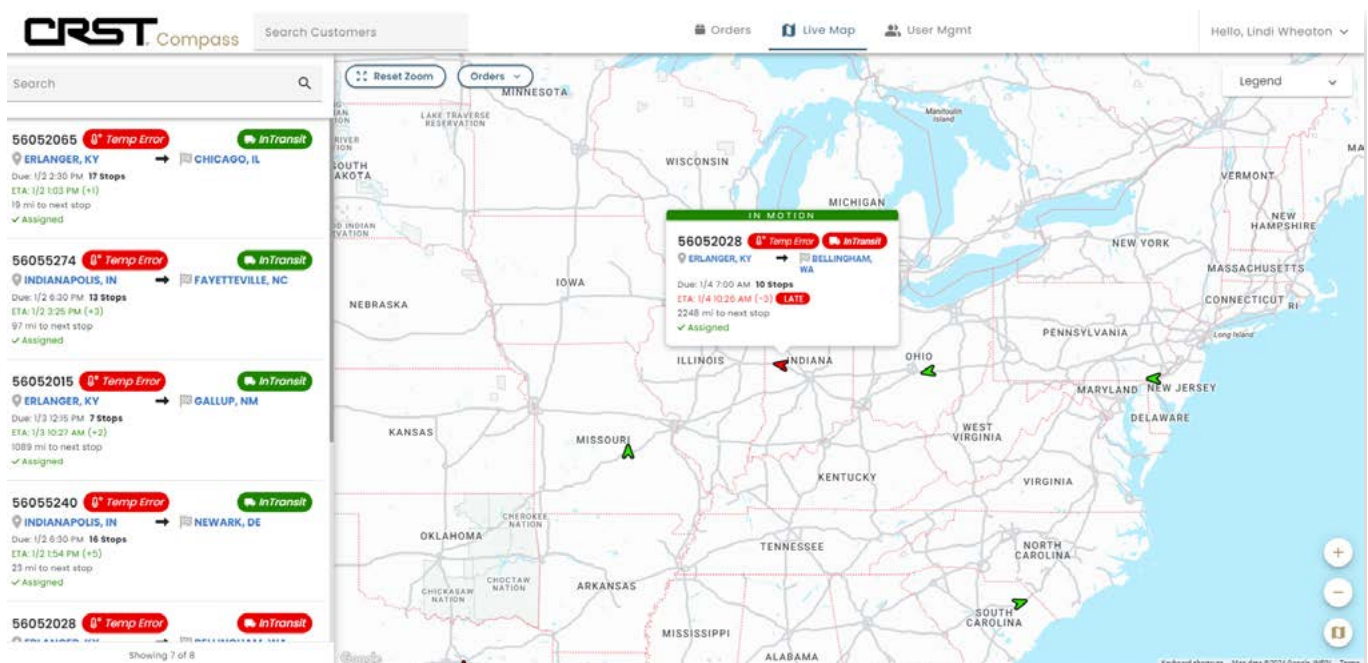 CRST Compass
Search Customers
Orders
Live Map
User Mgmt
Hello, Lindi Wheaton
Search
56052065 Temp Error InTransit
ERLANGER, KY CHICAGO, IL
Due: 1/2 2:30 PM 17 Stops
ETA: 1/2 1:03 PM (+1)
19 mi to next stop
Assigned
56055274 Temp Error InTransit
INDIANAPOLIS, IN FAYETTEVILLE, NC
Due: 1/2 6:30 PM 13 Stops
ETA: 1/2 3:25 PM (+3)
97 mi to next stop
Assigned
56052015 Temp Error InTransit
ERLANGER, KY GALLUP, NM
Due: 1/3 12:15 PM 7 Stops
ETA: 1/3 10:27 AM (+2)
1089 mi to next stop
Assigned
56055240 Temp Error InTransit
INDIANAPOLIS, IN NEWARK, DE
Due: 1/2 6:30 PM 16 Stops
ETA: 1/2 1:54 PM (+5)
23 mi to next stop
Assigned
56052028 Temp Error InTransit
Showing 7 of 8
Reset Zoom
Orders
Legend
MINNESOTA
LAKE TRAVERSE
RESERVATION
Manitoulin
Island
WISCONSIN
VERMONT
MICHIGAN
NEW
HAMPSHIRE
NEW YORK
MASSACHUSETTS
IOWA
NEBRASKA
CONNECTICUT
RI
Long Island
PENNSYLVANIA
IN MOTION
56052028 Temp Error InTransit
ERLANGER, KY BELLINGHAM,
WA
Due: 1/4 7:00 AM 10 Stops
ETA: 1/4 10:26 AM (-3) LATE
2248 mi to next stop
Assigned
ILLINOIS
INDIANA
OHIO
MARYLAND
NEW JERSEY
DELAWARE
KANSAS
MISSOURI
WEST
VIRGINIA
KENTUCKY
VIRGINIA
CHEROKEE
NATION
OKLAHOMA
TENNESSEE
NORTH
CAROLINA
CHICKASAW
NATION
CHOCTAW
NATION
ARKANSAS
SOUTH
CAROLINA
MISSISSIPPI
ALABAMA
Google